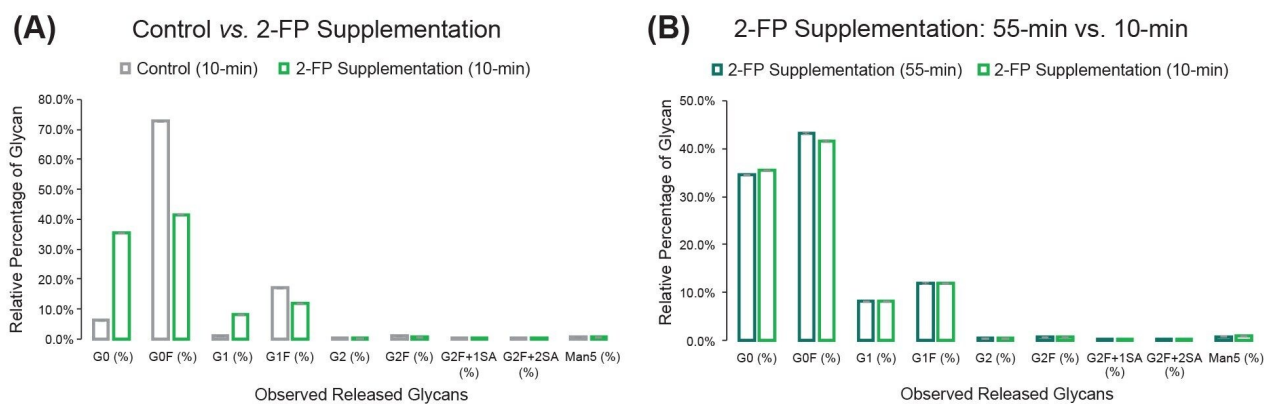 (A) Control vs. 2-FP Supplementation
Control (10-min) 2-FP Supplementation (10-min)
Relative Percentage of Glycan
80.0%
70.0%
60.0%
50.0%
40.0%
30.0%
20.0%
10.0%
0.0%
G0 (%) G0F (%) G1 (%) G1F (%) G2 (%) G2F (%) G2F+1SA G2F+2SA Man5 (%)
(%) (%)
Observed Released Glycans
(B) 2-FP Supplementation: 55-min vs. 10-min
2-FP Supplementation (55-min) 2-FP Supplementation (10-min)
Relative Percentage of Glycan
50.0%
40.0%
30.0%
20.0%
10.0%
0.0%
G0 (%) G0F (%) G1 (%) G1F (%) G2 (%) G2F (%) G2F+1SA G2F+2SA Man5 (%)
(%) (%)
Observed Released Glycans